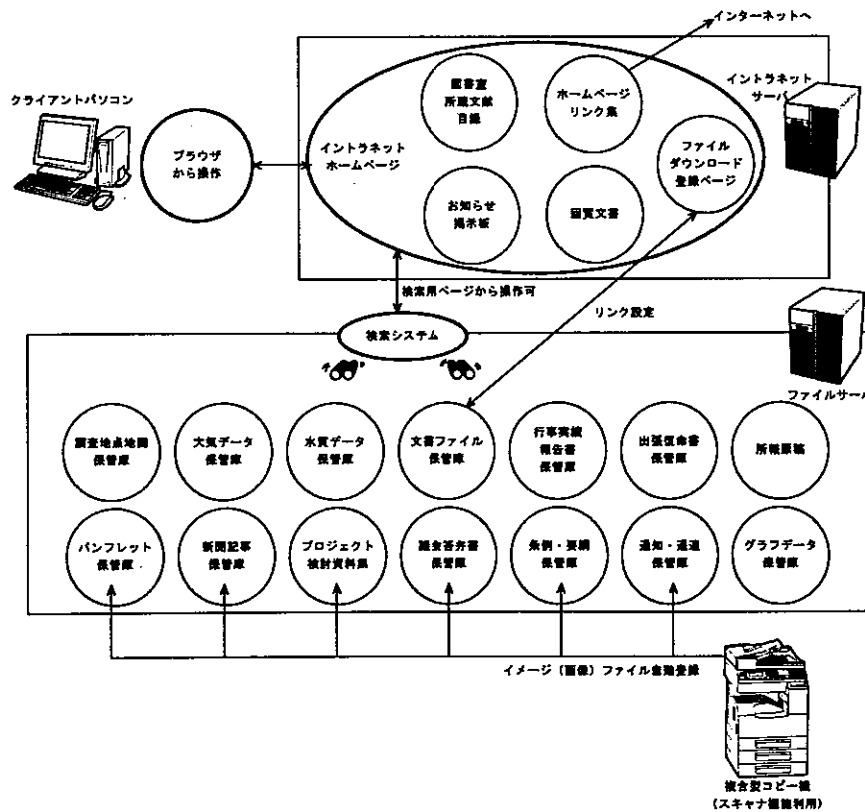 インターネットへ
クライアントパソコン
ブラウザ
から操作
イントラネット
ホームページ
図書室
所蔵文献
目録
ホームページ
リンク集
ファイル
ダウンロード
登録ページ
お知らせ
掲示板
回覧文書
イントラネット
サーバ
検索用ページから操作可
リンク設定
検索システム
ファイルサーバ
調査地点地図
保管庫
大気データ
保管庫
水質データ
保管庫
文書ファイル
保管庫
行事実績
報告書
保管庫
出張復命書
保管庫
所報原稿
パンフレット
保管庫
新聞記事
保管庫
プロジェクト
検討資料集
議会答弁書
保管庫
条例・要綱
保管庫
通知・通達
保管庫
グラフデータ
保管庫
イメージ(画像)ファイル自動登録
複合型コピー機
(スキャナ機能利用)